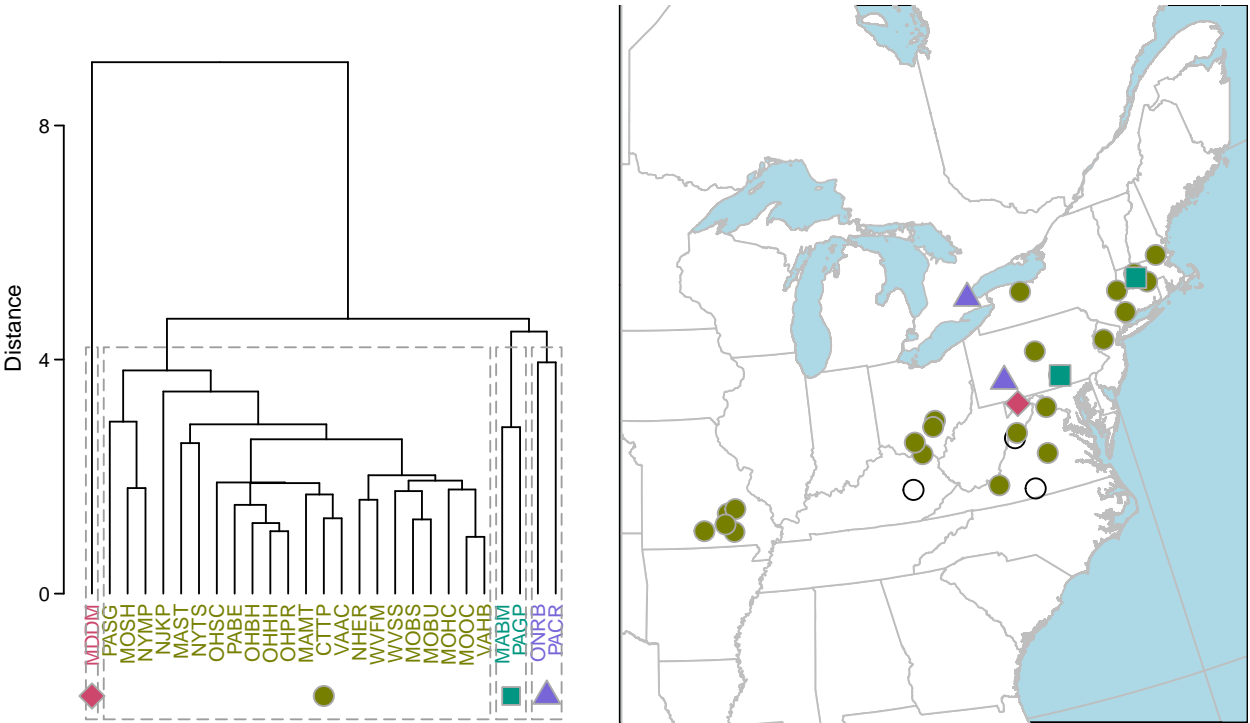 8
4
0
Distance
MDDM
PASG
MOSH
NYMP
NJKP
MAST
NYTS
OHSC
PABE
OHBH
OHHH
OHPR
MAMT
CTTP
VAAC
NHER
WVFM
WVSS
MOBS
MOBU
MOHC
MOOC
VAHB
MABM
PAGP
ONRB
PACR